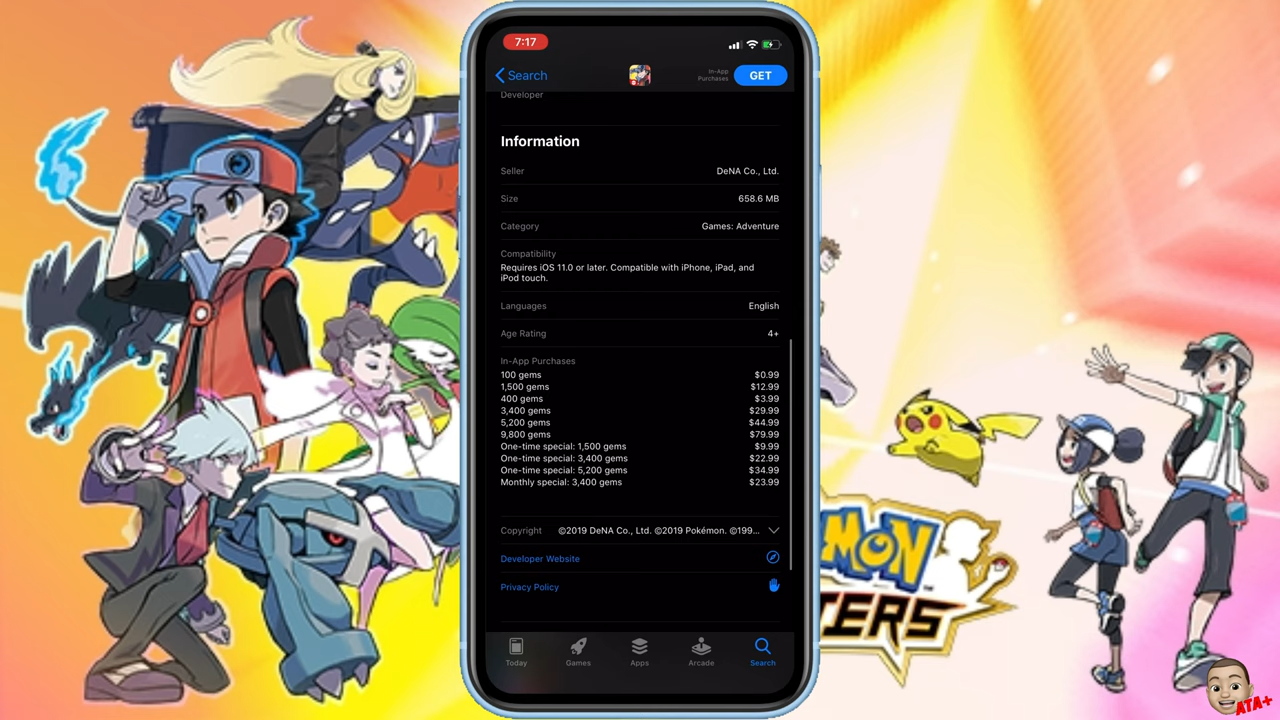 7:17
Search
In-App
Purchases
GET
Developer
Information
Seller DeNA Co., Ltd.
Size 658.6 MB
Category Games: Adventure
Compatibility
Requires iOS 11.0 or later. Compatible with iPhone, iPad, and
iPod touch.
Languages English
Age Rating 4+
In-App Purchases
100 gems $0.99
1,500 gems $12.99
400 gems $3.99
3,400 gems $29.99
5,200 gems $44.99
9,800 gems $79.99
One-time special: 1,500 gems $9.99
One-time special: 3,400 gems $22.99
One-time special: 5,200 gems $34.99
Monthly special: 3,400 gems $23.99
Copyright ©2019 DeNA Co., Ltd. ©2019 Pokémon. ©199...
Developer Website
Privacy Policy
Today Games Apps Arcade Search
MON
TERS
ATA+